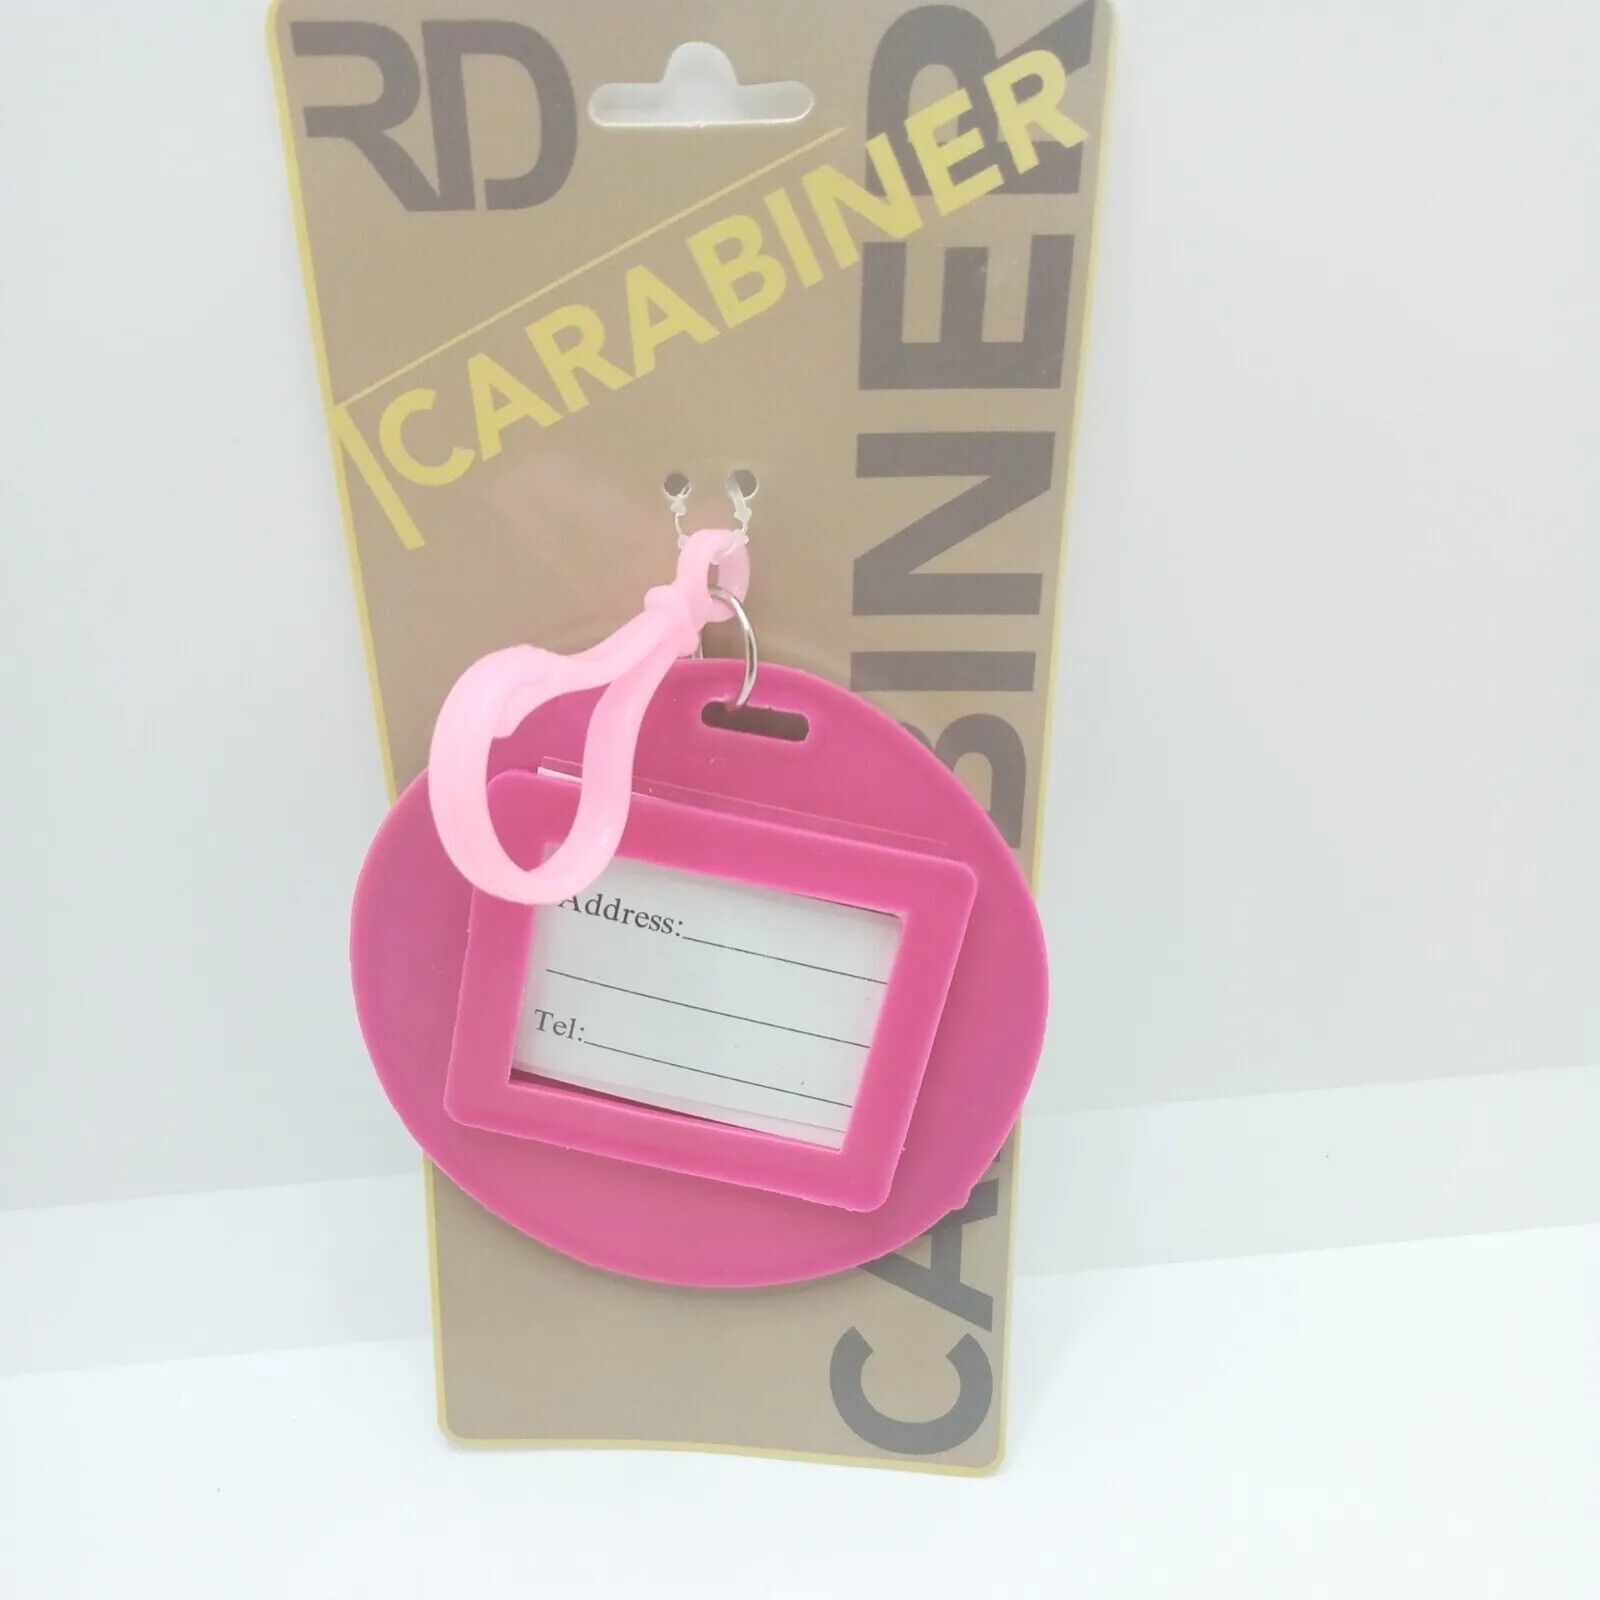 RD
CARABINER
CARABINER
Address:
Tel: